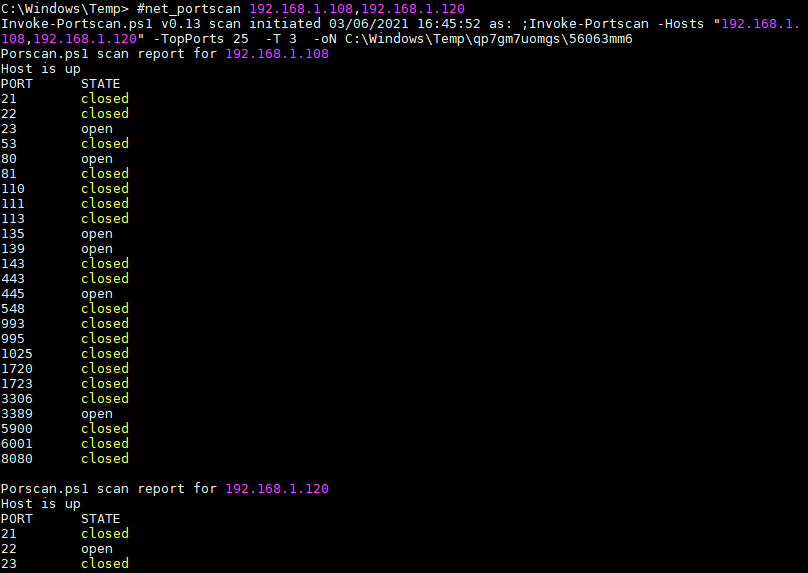 C:\Windows\Temp> #net_portscan 192.168.1.108,192.168.1.120
Invoke-Portscan.ps1 v0.13 scan initiated 03/06/2021 16:45:52 as: ;Invoke-Portscan -Hosts "192.168.1.
108,192.168.1.120" -TopPorts 25  -T 3  -oN C:\Windows\Temp\qp7gm7uomgs\56063mm6
Porscan.ps1 scan report for 192.168.1.108
Host is up
PORT      STATE
21        closed
22        closed
23        open
53        closed
80        open
81        closed
110       closed
111       closed
113       closed
135       open
139       open
143       closed
443       closed
445       open
548       closed
993       closed
995       closed
1025      closed
1720      closed
1723      closed
3306      closed
3389      open
5900      closed
6001      closed
8080      closed

Porscan.ps1 scan report for 192.168.1.120
Host is up
PORT      STATE
21        closed
22        open
23        closed